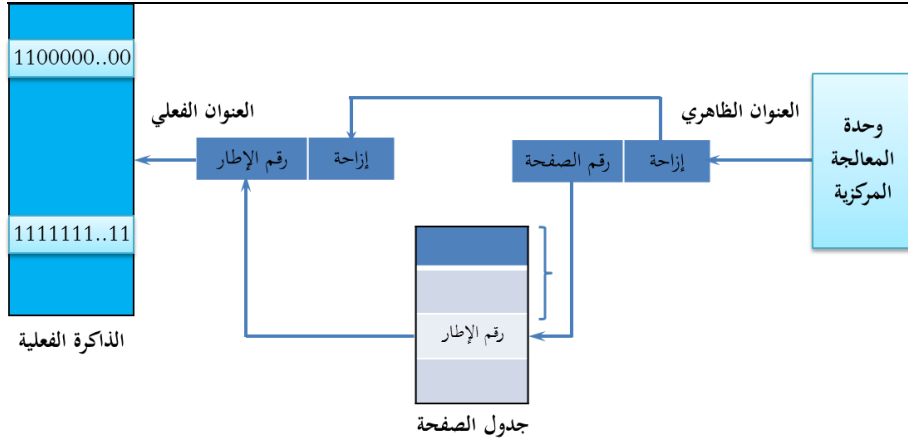 1100000..00
العنوان الفعلي
العنوان الظاهري
وحدة
المعالجة
المركزية
إزاحة
رقم الصفحة
إزاحة
رقم الإطار
1111111..11
رقم الإطار
الذاكرة الفعلية
جدول الصفحة